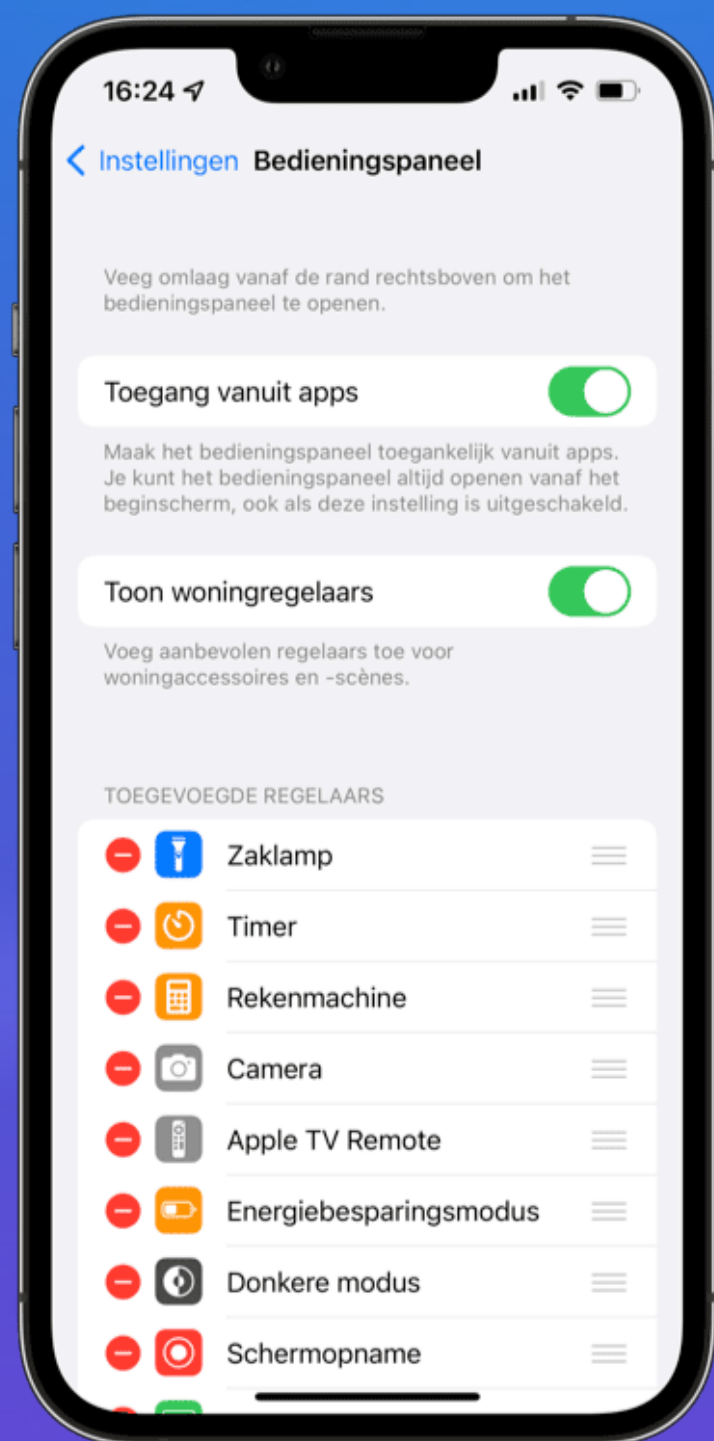 16:24
Instellingen Bedieningspaneel
Veeg omlaag vanaf de rand rechtsboven om het
bedieningspaneel te openen.
Toegang vanuit apps
Maak het bedieningspaneel toegankelijk vanuit apps.
Je kunt het bedieningspaneel altijd openen vanaf het
beginscherm, ook als deze instelling is uitgeschakeld.
Toon woningregelaars
Voeg aanbevolen regelaars toe voor
woningaccessoires en -scènes.
TOEGEVOEGDE REGELAARS
Zaklamp
Timer
Rekenmachine
Camera
Apple TV Remote
Energiebesparingsmodus
Donkere modus
Schermopname